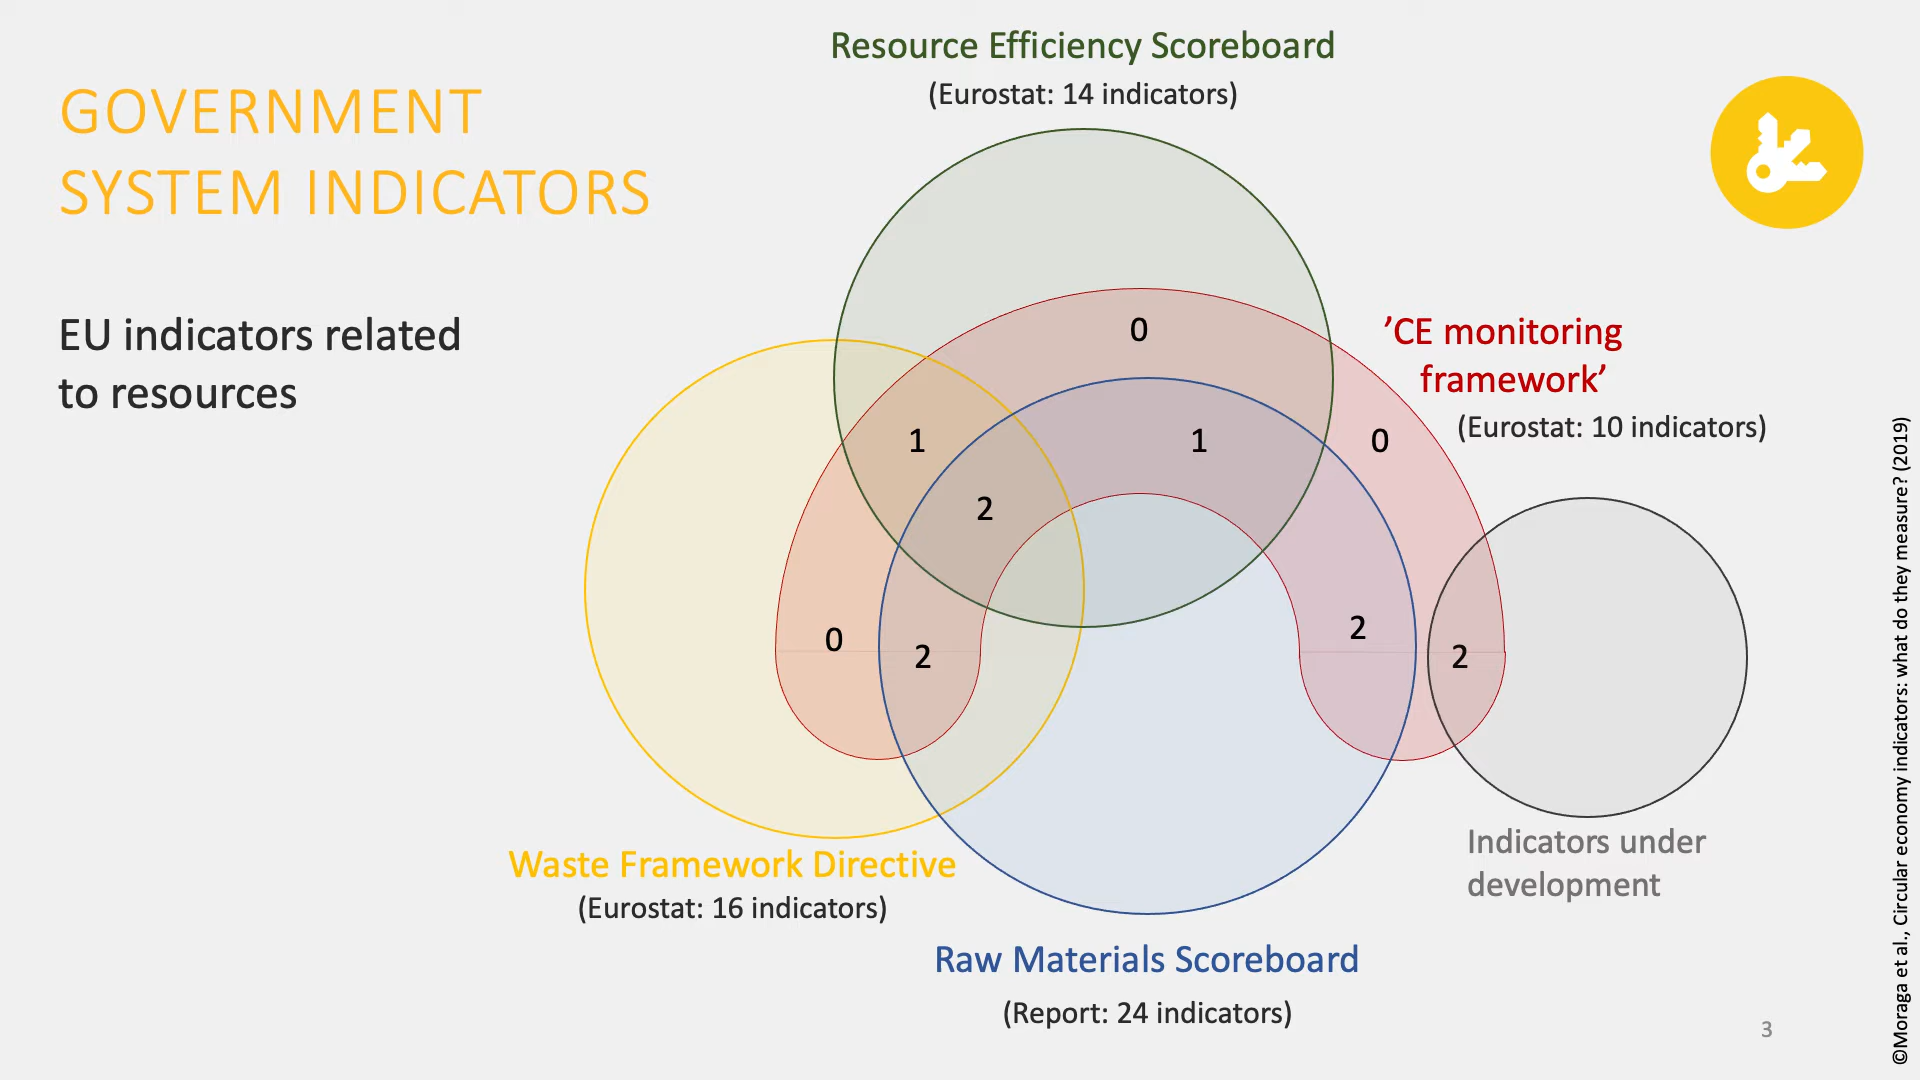 GOVERNMENT
SYSTEM INDICATORS
EU indicators related
to resources
Resource Efficiency Scoreboard
(Eurostat: 14 indicators)
’CE monitoring
framework’
(Eurostat: 10 indicators)
0
1
1
0
2
0
2
2
2
Indicators under
development
Waste Framework Directive
(Eurostat: 16 indicators)
Raw Materials Scoreboard
(Report: 24 indicators)
3
©Moraga et al., Circular economy indicators: what do they measure? (2019)